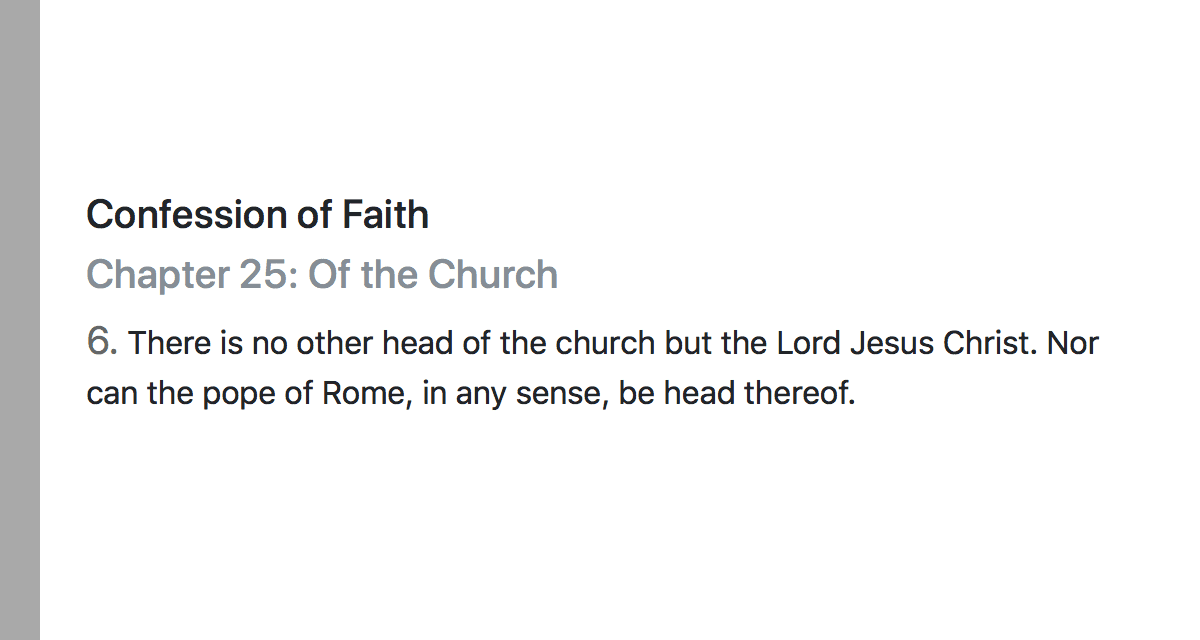 Confession of Faith
Chapter 25: Of the Church
6. There is no other head of the church but the Lord Jesus Christ. Nor
can the pope of Rome, in any sense, be head thereof.